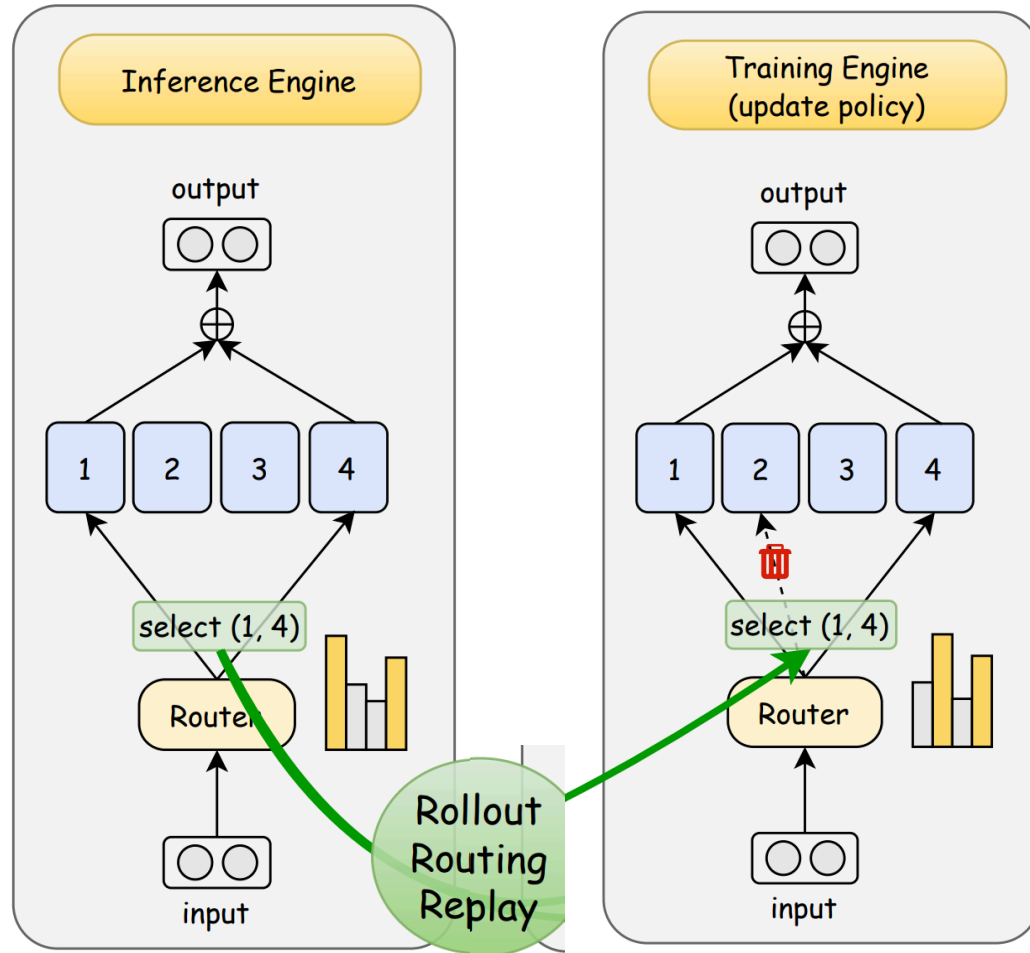 Inference Engine
output
1 2 3 4
select (1, 4)
Router
input
Rollout
Routing
Replay
Training Engine
(update policy)
output
1 2 3 4
select (1, 4)
Router
input